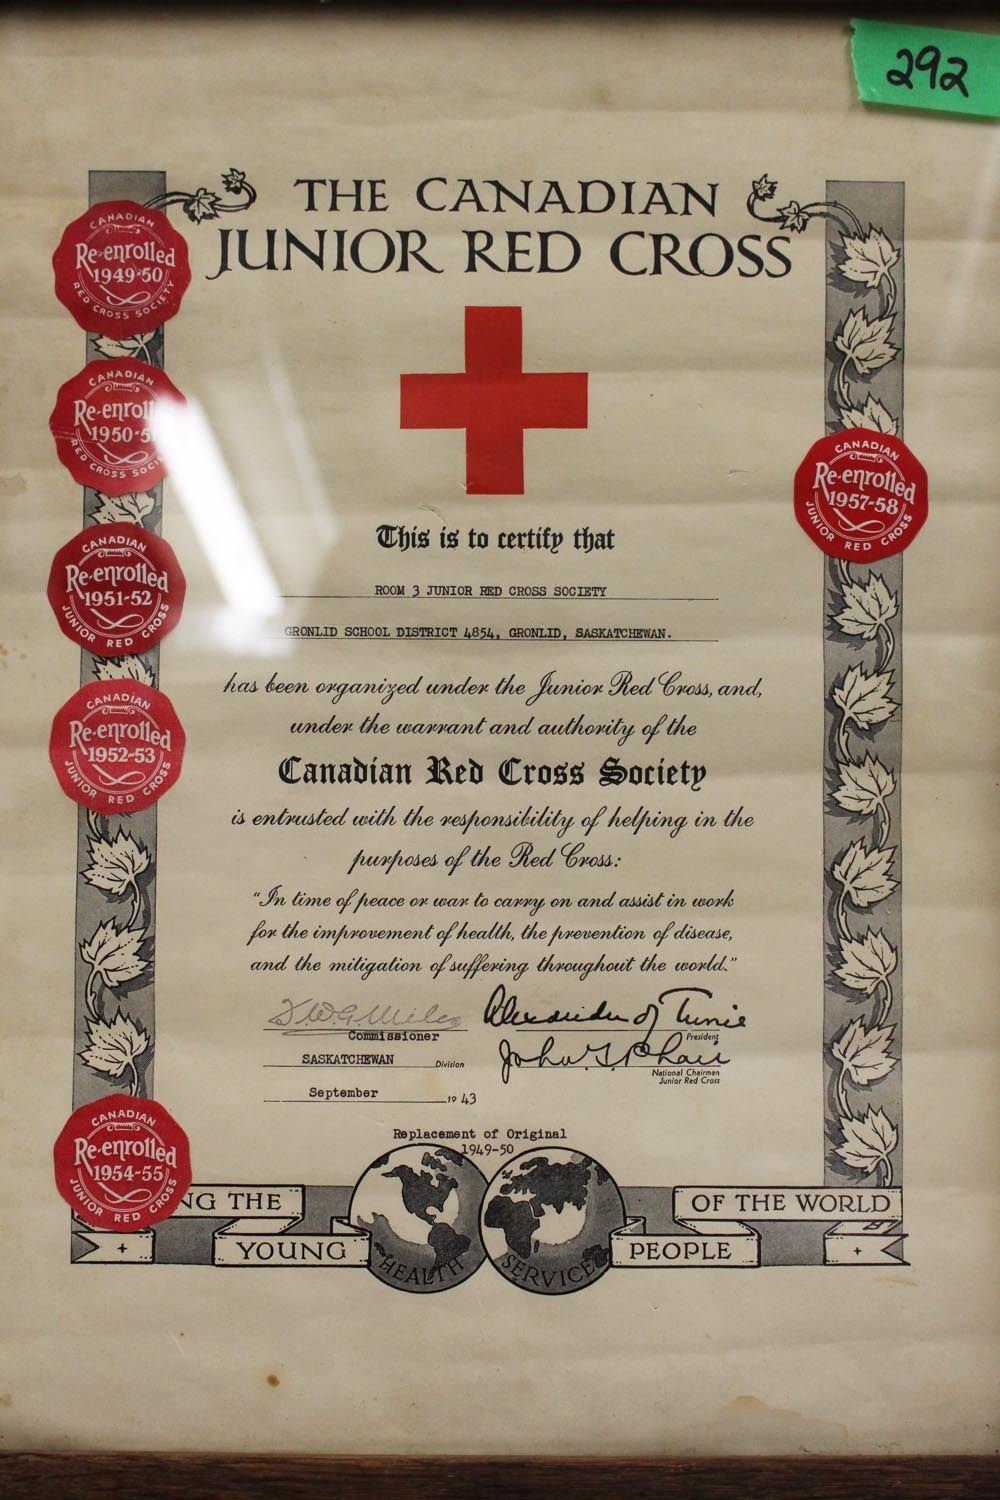 292
THE CANADIAN
JUNIOR RED CROSS
CANADIAN
Re-enrolled
1949-50
RED CROSS SOCIETY
CANADIAN
1950-51
RED CROSS
CANADIAN
Re-enrolled
1951-52
JUNIOR RED CROSS
CANADIAN
Re-enrolled
1952-53
JUNIOR RED CROSS
CANADIAN
Re-enrolled
1954-55
JUNIOR RED CROSS
CANADIAN
Re-enrolled
1957-58
JUNIOR RED CROSS
This is to certify that
ROOM 3 JUNIOR RED CROSS SOCIETY
GRONLID SCHOOL DISTRICT 4854, GRONLID, SASKATCHEWAN.
has been organized under the Junior Red Cross, and,
under the warrant and authority of the
Canadian Red Cross Society
is entrusted with the responsibility of helping in the
purposes of the Red Cross:
"In time of peace or war to carry on and assist in work
for the improvement of health, the prevention of disease,
and the mitigation of suffering throughout the world."
Alexander of Tunis
Commissioner
President
SASKATCHEWAN Division
National Chairman
Junior Red Cross
September 1943
Replacement of Original
1949-50
NG THE
YOUNG
HEALTH
SERVICE
PEOPLE
OF THE WORLD